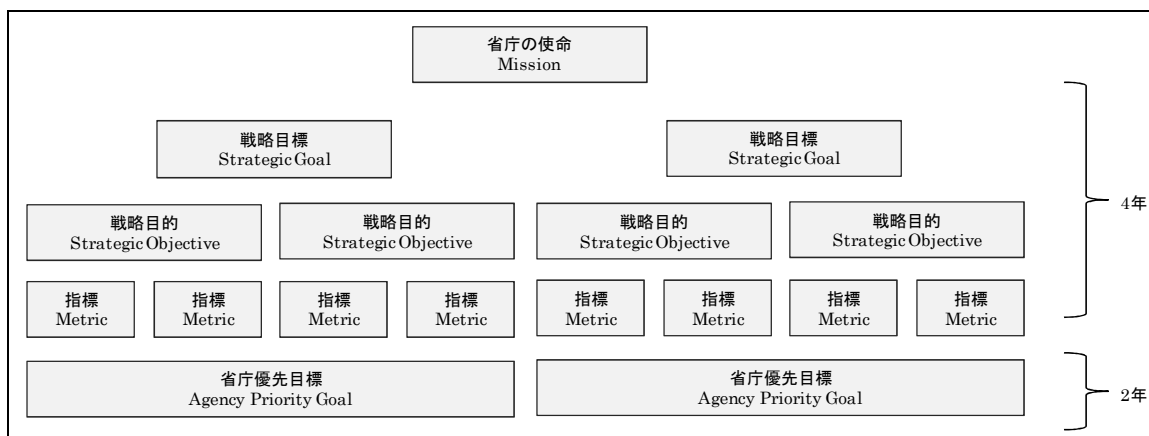 省庁の使命
Mission
戦略目標
Strategic Goal
戦略目標
Strategic Goal
4年
戦略目的
Strategic Objective
戦略目的
Strategic Objective
戦略目的
Strategic Objective
戦略目的
Strategic Objective
指標
Metric
指標
Metric
指標
Metric
指標
Metric
指標
Metric
指標
Metric
指標
Metric
指標
Metric
省庁優先目標
Agency Priority Goal
省庁優先目標
Agency Priority Goal
2年